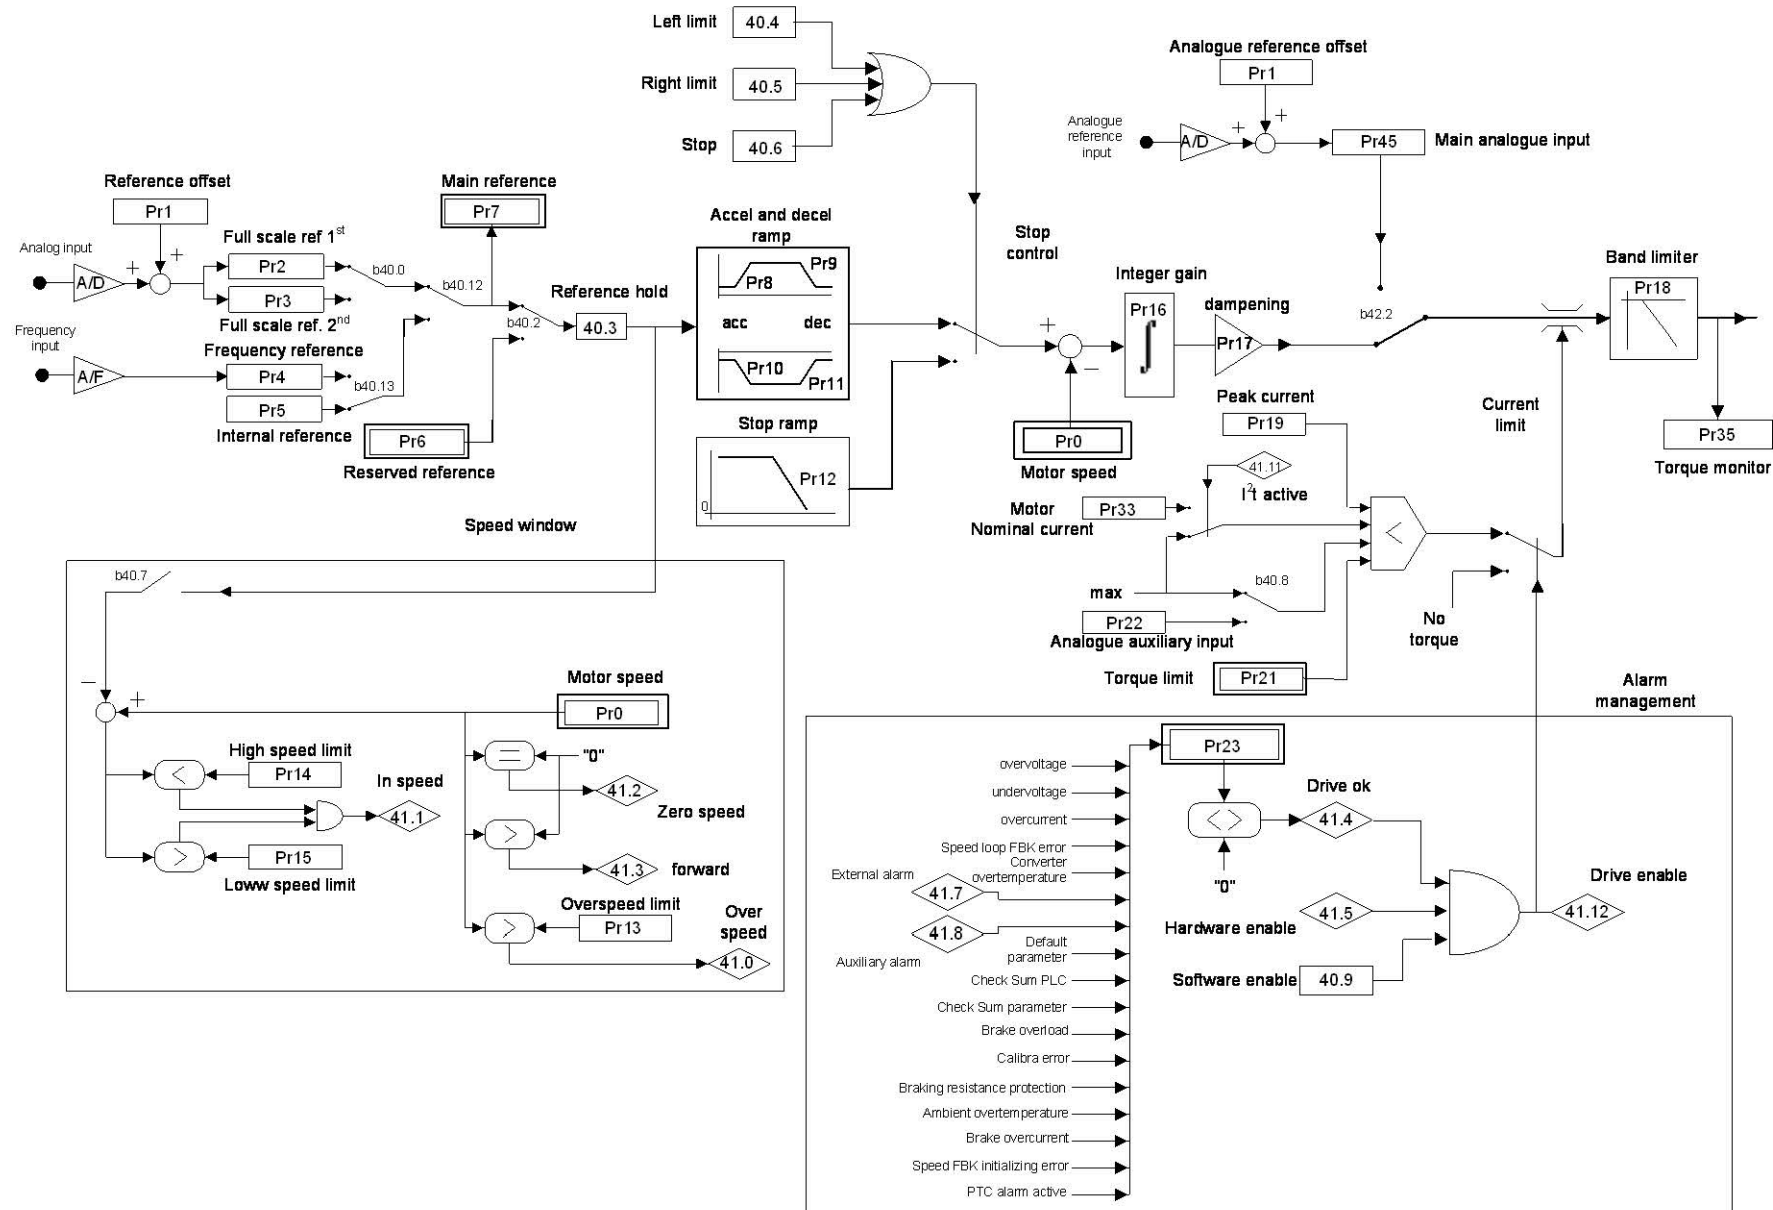 Left limit
40.4
Right limit
40.5
Stop
40.6
Analogue reference offset
Pr1
+
Analogue
reference
input
A/D
+
Pr45
Main analogue input
Reference offset
Pr1
+
Analog input
A/D
+
Full scale ref 1st
Pr2
Pr3
Full scale ref. 2nd
b40.0
Main reference
Pr7
b40.12
b40.2
Reference hold
40.3
Frequency
input
A/F
Frequency reference
Pr4
b40.13
Pr5
Internal reference
Pr6
Reserved reference
Accel and decel
ramp
Pr9
Pr8
acc
dec
Pr10
Pr11
Stop ramp
Pr12
0
Stop
control
+
−
Pr0
Motor speed
Integer gain
Pr16
∫
dampening
Pr17
b42.2
Band limiter
Pr18
Pr35
Torque monitor
Current
limit
Peak current
Pr19
41.11
I2t active
Motor
Nominal current
Pr33
<
max
b40.8
Pr22
Analogue auxiliary input
Torque limit
Pr21
No
torque
Speed window
b40.7
−
+
Motor speed
Pr0
High speed limit
<
Pr14
In speed
41.1
>
Pr15
Loww speed limit
=
"0"
41.2
Zero speed
>
41.3
forward
Overspeed limit
>
Pr13
Over
speed
41.0
Alarm
management
Pr23
overvoltage
undervoltage
overcurrent
Speed loop FBK error
Converter
overtemperature
External alarm
41.7
41.8
Auxiliary alarm
Default
parameter
Check Sum PLC
Check Sum parameter
Brake overload
Calibra error
Braking resistance protection
Ambient overtemperature
Brake overcurrent
Speed FBK initializing error
PTC alarm active
<>
"0"
Drive ok
41.4
41.5
Hardware enable
Software enable
40.9
Drive enable
41.12